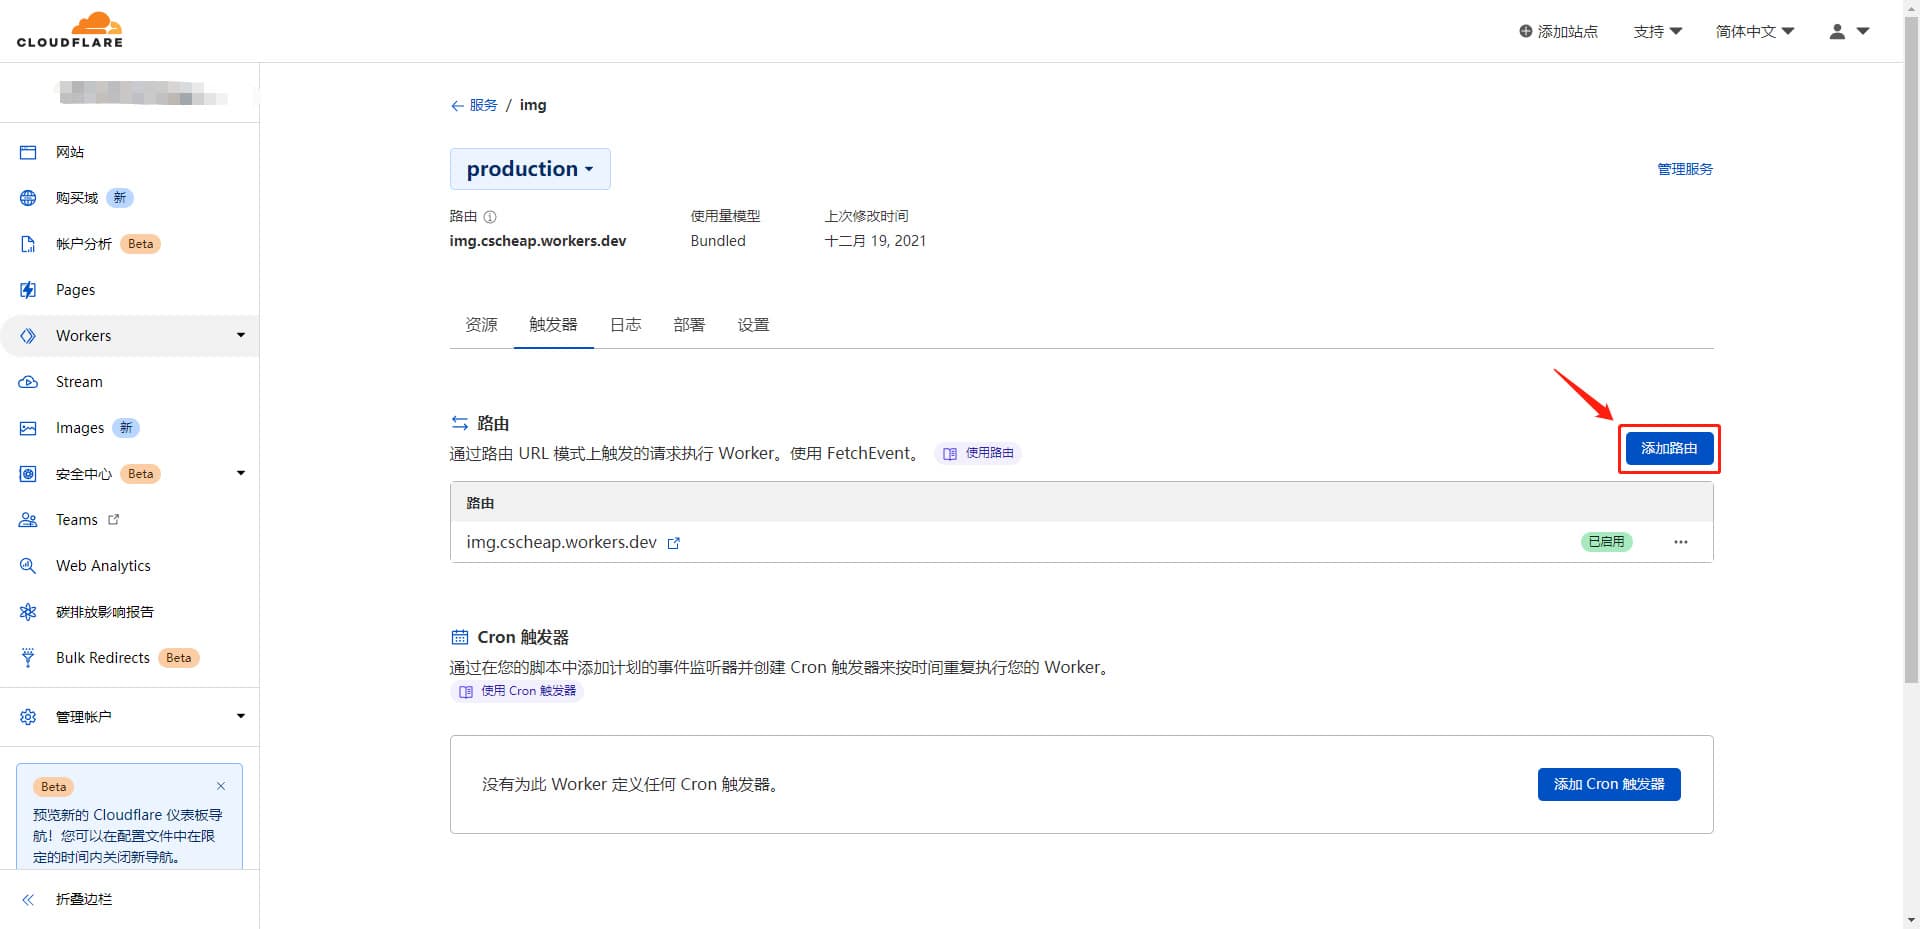 CLOUDFLARE
添加站点
支持
简体中文
网站
购买域 新
帐户分析 Beta
Pages
Workers
Stream
Images 新
安全中心 Beta
Teams
Web Analytics
碳排放影响报告
Bulk Redirects Beta
管理帐户
Beta
预览新的 Cloudflare 仪表板导
航！您可以在配置文件中在限
定的时间内关闭新导航。
折叠边栏
服务 / img
production
管理服务
路由
img.cscheap.workers.dev
使用量模型
Bundled
上次修改时间
十二月 19, 2021
资源 触发器 日志 部署 设置
路由
通过路由 URL 模式上触发的请求执行 Worker。使用 FetchEvent。 使用路由
添加路由
路由
img.cscheap.workers.dev 已启用
Cron 触发器
通过在您的脚本中添加计划的事件监听器并创建 Cron 触发器来按时间重复执行您的 Worker。
使用 Cron 触发器
没有为此 Worker 定义任何 Cron 触发器。
添加 Cron 触发器